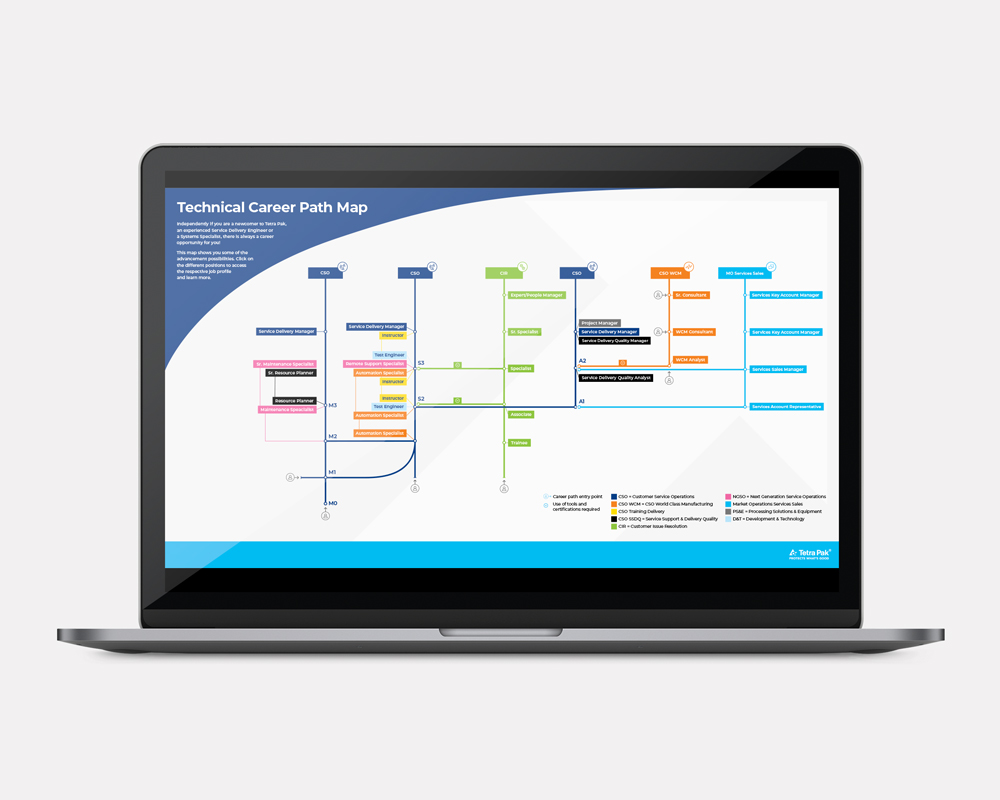 Technical Career Path Map
Independently if you are a newcomer to Tetra Pak,
an experienced Service Delivery Engineer or
a Systems Specialist, there is always a career
opportunity for you!
This map shows you some of the
advancement possibilities. Click on
the different positions to access
the respective job profile
and learn more.
CSO
CSO
CIR
CSO
CSO WCM
MO Services Sales
Expert/People Manager
Sr. Consultant
Services Key Account Manager
Service Delivery Manager
Service Delivery Manager
Instructor
Sr. Specialist
Project Manager
Service Delivery Manager
Service Delivery Quality Manager
WCM Consultant
Services Key Account Manager
Test Engineer
Sr. Maintenance Specialist
Sr. Resource Planner
Remote Support Specialist
Automation Specialist
Instructor
S3
Specialist
A2
WCM Analyst
Services Sales Manager
Service Delivery Quality Analyst
Resource Planner
Maintenance Specialist
M3
Instructor
Test Engineer
Automation Specialist
S2
Associate
A1
Services Account Representative
Automation Specialist
M2
Trainee
M1
M0
Career path entry point
Use of tools and
certifications required
CSO = Customer Service Operations
CSO WCM = CSO World Class Manufacturing
CSO Training Delivery
CSO SSDQ = Service Support & Delivery Quality
CIR = Customer Issue Resolution
NGSO = Next Generation Service Operations
Market Operations Services Sales
PS&E = Processing Solutions & Equipment
D&T = Development & Technology
Tetra Pak
PROTECTS WHAT'S GOOD